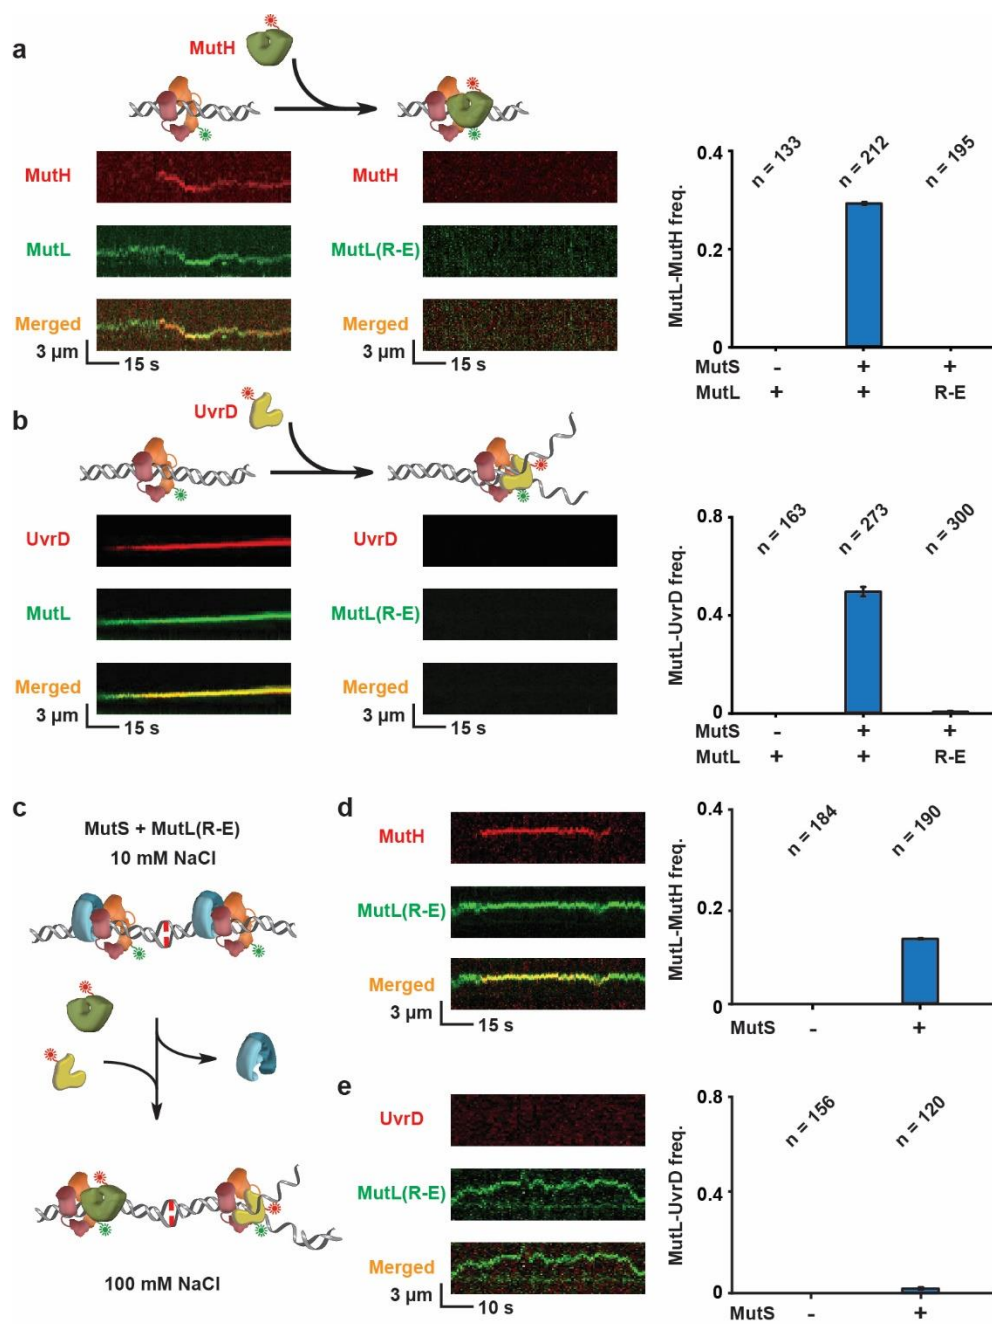 a
MutH
MutH
MutH
MutL
MutL(R-E)
Merged
Merged
3 µm
15 s
3 µm
15 s
MutL-MutH freq.
0.4
0.2
0
n = 133
n = 212
n = 195
MutS - + +
MutL + + R-E
b
UvrD
UvrD
UvrD
MutL
MutL(R-E)
Merged
Merged
3 µm
15 s
3 µm
15 s
MutL-UvrD freq.
0.8
0.4
0
n = 163
n = 273
n = 300
MutS - + +
MutL + + R-E
c
MutS + MutL(R-E)
10 mM NaCl
100 mM NaCl
d
MutH
MutL(R-E)
Merged
3 µm
15 s
MutL-MutH freq.
0.4
0.2
0
n = 184
n = 190
MutS - +
e
UvrD
MutL(R-E)
Merged
3 µm
10 s
MutL-UvrD freq.
0.8
0.4
0
n = 156
n = 120
MutS - +